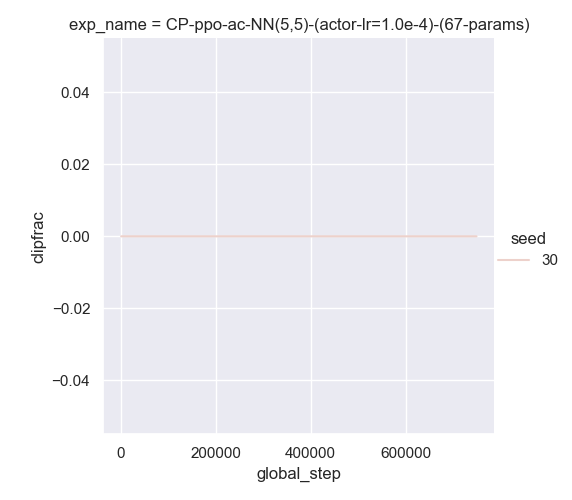 exp_name = CP-ppo-ac-NN(5,5)-(actor-lr=1.0e-4)-(67-params)
0.04
0.02
0.00
−0.02
−0.04
clipfrac
0 200000 400000 600000
global_step
seed
30